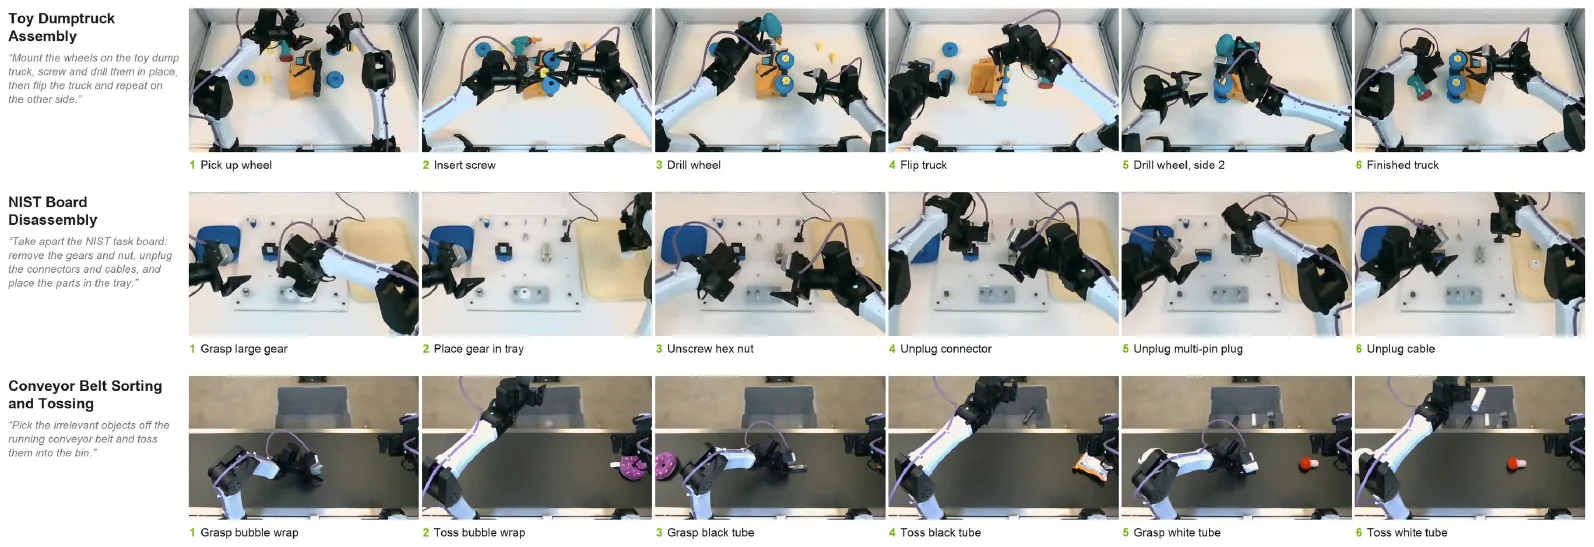 Toy Dumptruck
Assembly
"Mount the wheels on the toy dump
truck, screw and drill them in place,
then flip the truck and repeat on
the other side."
1 Pick up wheel
2 Insert screw
3 Drill wheel
4 Flip truck
5 Drill wheel, side 2
6 Finished truck
NIST Board
Disassembly
"Take apart the NIST task board:
remove the gears and nut, unplug
the connectors and cables, and
place the parts in the tray."
1 Grasp large gear
2 Place gear in tray
3 Unscrew hex nut
4 Unplug connector
5 Unplug multi-pin plug
6 Unplug cable
Conveyor Belt Sorting
and Tossing
"Pick the irrelevant objects off the
running conveyor belt and toss
them into the bin."
1 Grasp bubble wrap
2 Toss bubble wrap
3 Grasp black tube
4 Toss black tube
5 Grasp white tube
6 Toss white tube